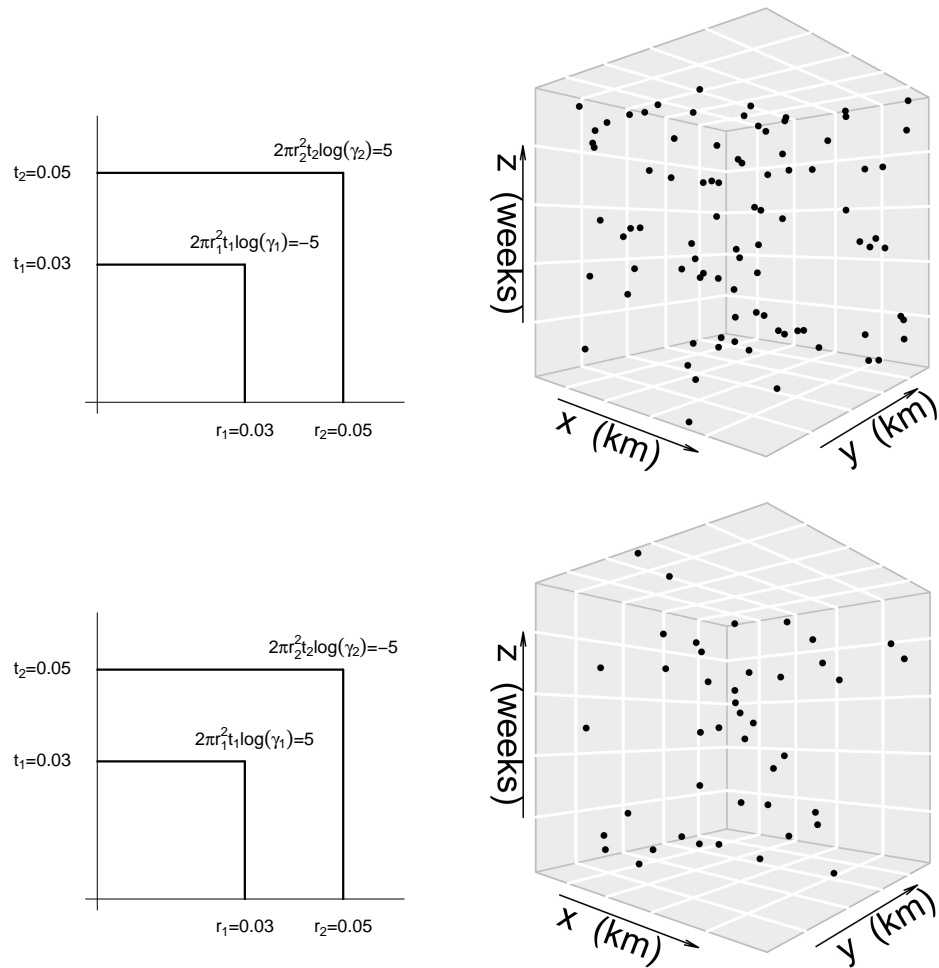 2πr₂²t₂log(γ₂)=5
t₂=0.05
2πr₁²t₁log(γ₁)=−5
t₁=0.03
r₁=0.03
r₂=0.05
z (weeks)
x (km)
y (km)
2πr₂²t₂log(γ₂)=−5
t₂=0.05
2πr₁²t₁log(γ₁)=5
t₁=0.03
r₁=0.03
r₂=0.05
z (weeks)
x (km)
y (km)